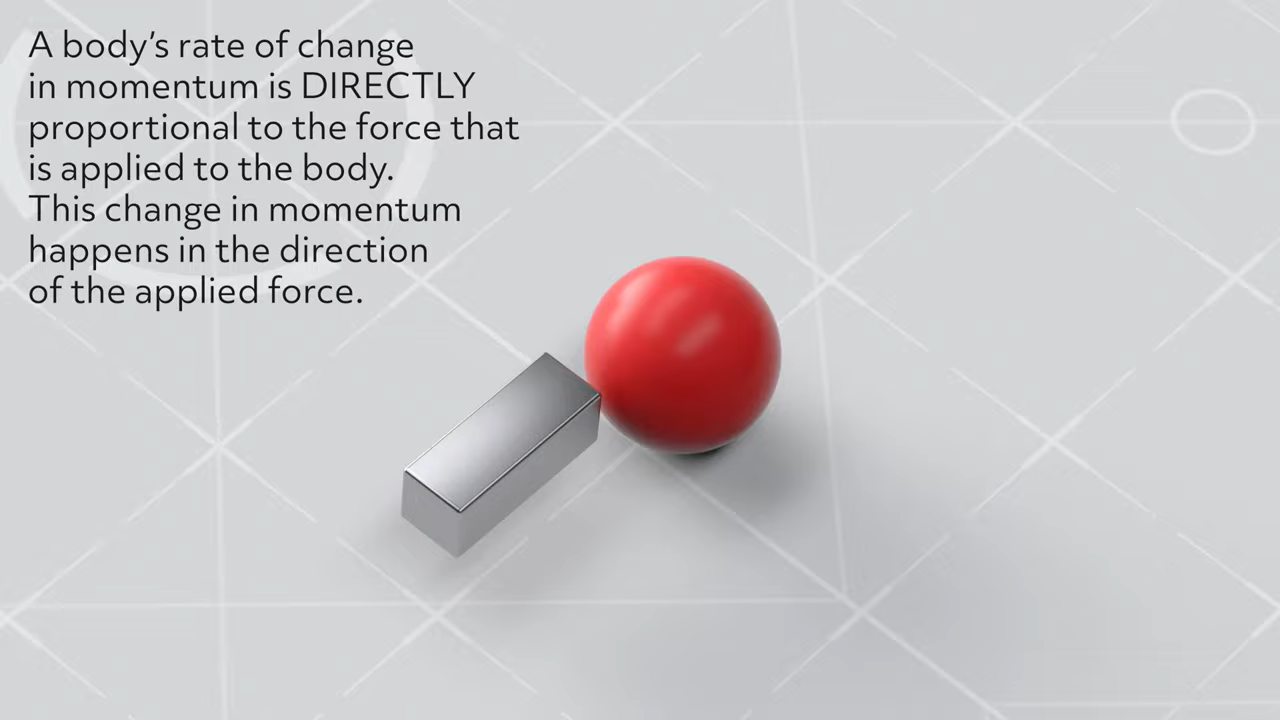 A body’s rate of change
in momentum is DIRECTLY
proportional to the force that
is applied to the body.
This change in momentum
happens in the direction
of the applied force.